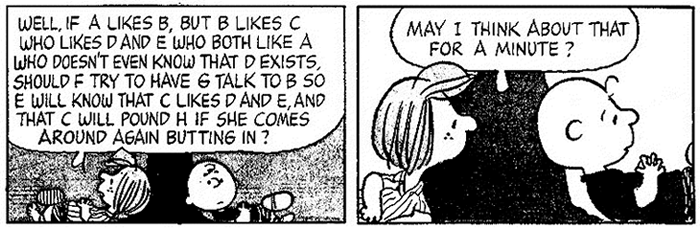 WELL, IF A LIKES B, BUT B LIKES C
WHO LIKES D AND E WHO BOTH LIKE A
WHO DOESN'T EVEN KNOW THAT D EXISTS,
SHOULD F TRY TO HAVE G TALK TO B SO
E WILL KNOW THAT C LIKES D AND E, AND
THAT C WILL POUND H IF SHE COMES
AROUND AGAIN BUTTING IN?
MAY I THINK ABOUT THAT
FOR A MINUTE?